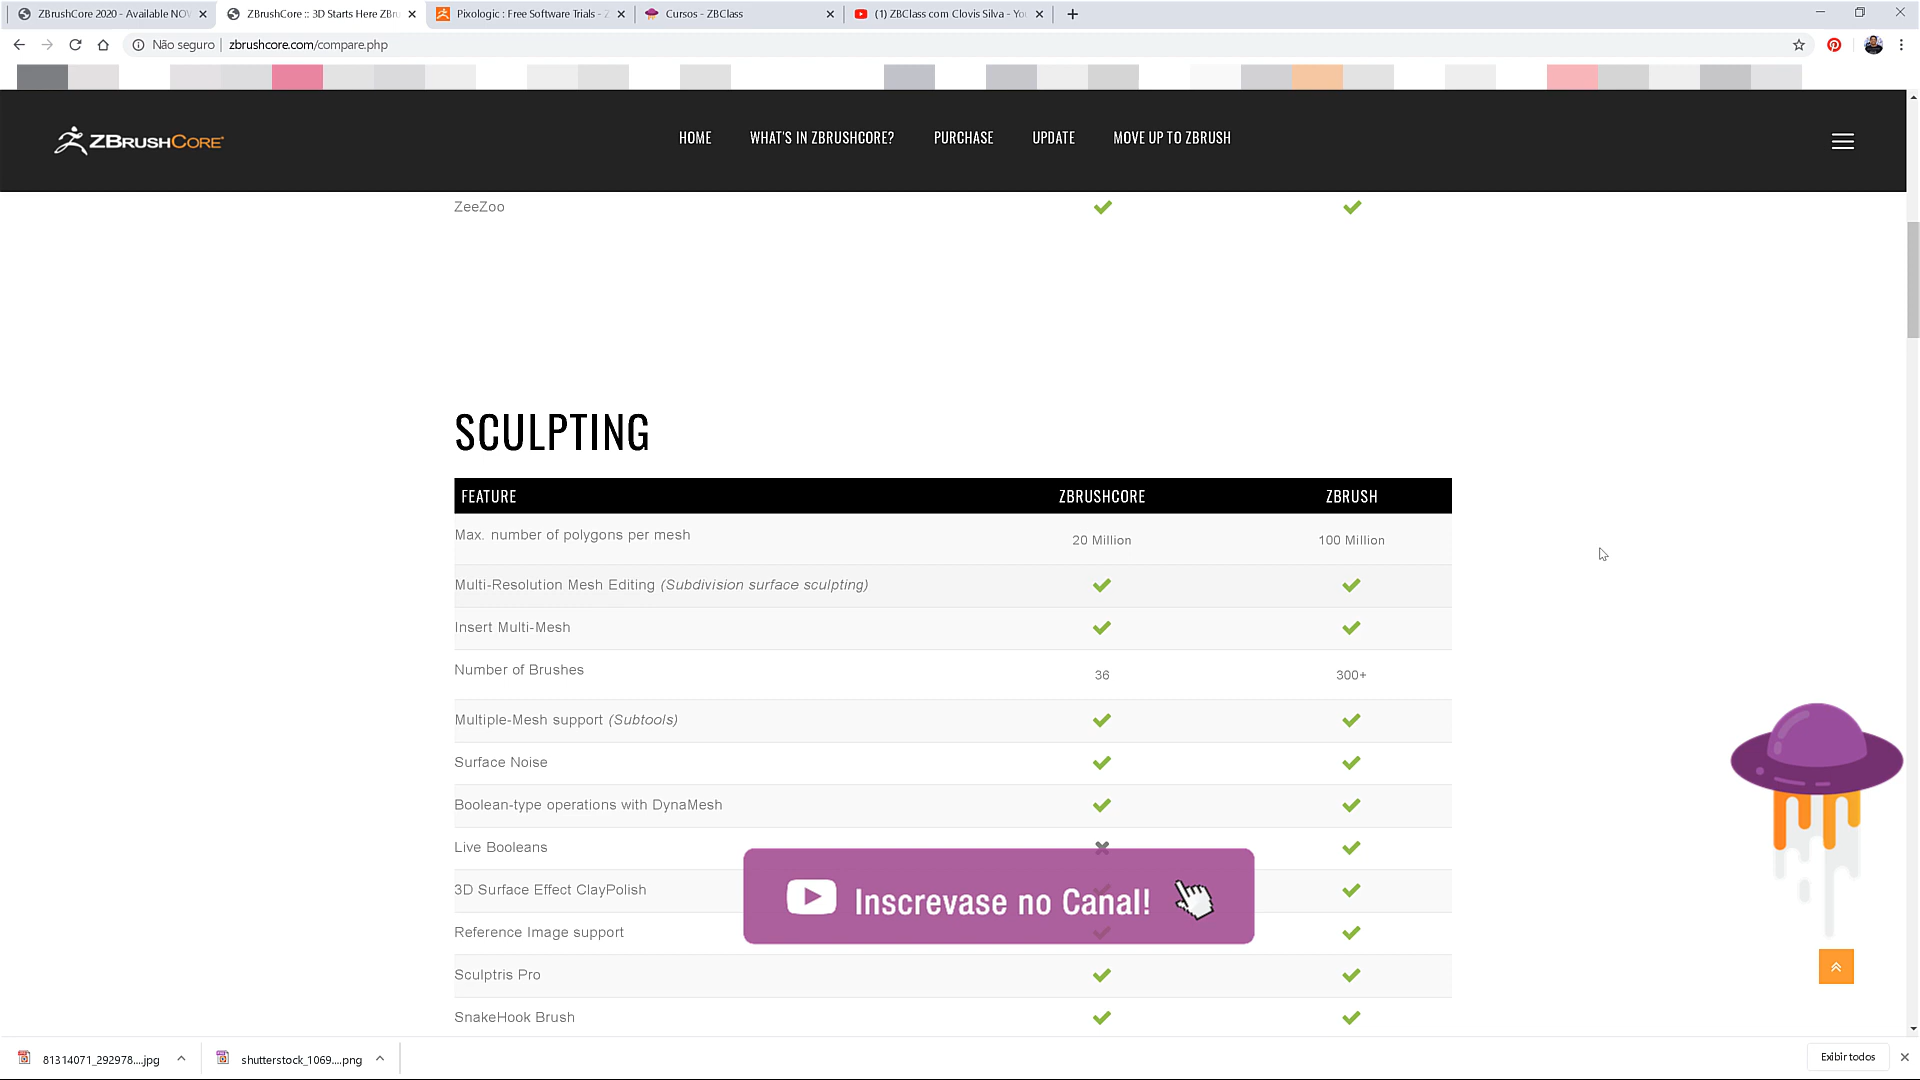 ZBrushCore 2020 - Available NOW
ZBrushCore :: 3D Starts Here ZBru
Pixologic : Free Software Trials - Z
Cursos - ZBClass
(1) ZBClass com Clovis Silva - You
Não seguro
zbrushcore.com/compare.php
ZBRUSHCORE
HOME
WHAT'S IN ZBRUSHCORE?
PURCHASE
UPDATE
MOVE UP TO ZBRUSH
ZeeZoo
SCULPTING
FEATURE ZBRUSHCORE ZBRUSH
Max. number of polygons per mesh 20 Million 100 Million
Multi-Resolution Mesh Editing (Subdivision surface sculpting)
Insert Multi-Mesh
Number of Brushes 36 300+
Multiple-Mesh support (Subtools)
Surface Noise
Boolean-type operations with DynaMesh
Live Booleans
3D Surface Effect ClayPolish
Inscrevase no Canal!
Reference Image support
Sculptris Pro
SnakeHook Brush
81314071_292978....jpg
shutterstock_1069....png
Exibir todos